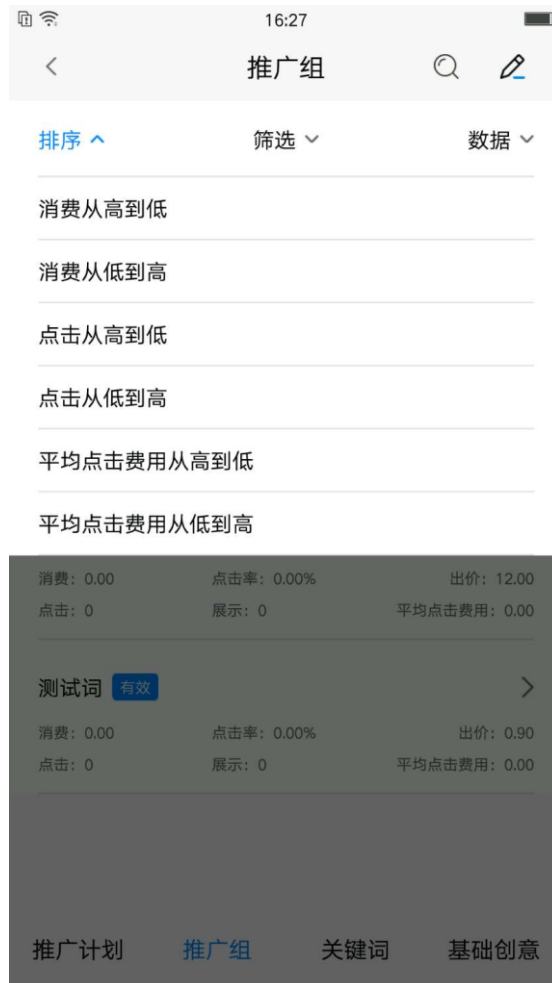 16:27
推广组
排序 筛选 数据
消费从高到低
消费从低到高
点击从高到低
点击从低到高
平均点击费用从高到低
平均点击费用从低到高
消费：0.00 点击率：0.00% 出价：12.00
点击：0 展示：0 平均点击费用：0.00
测试词 有效
消费：0.00 点击率：0.00% 出价：0.90
点击：0 展示：0 平均点击费用：0.00
推广计划 推广组 关键词 基础创意